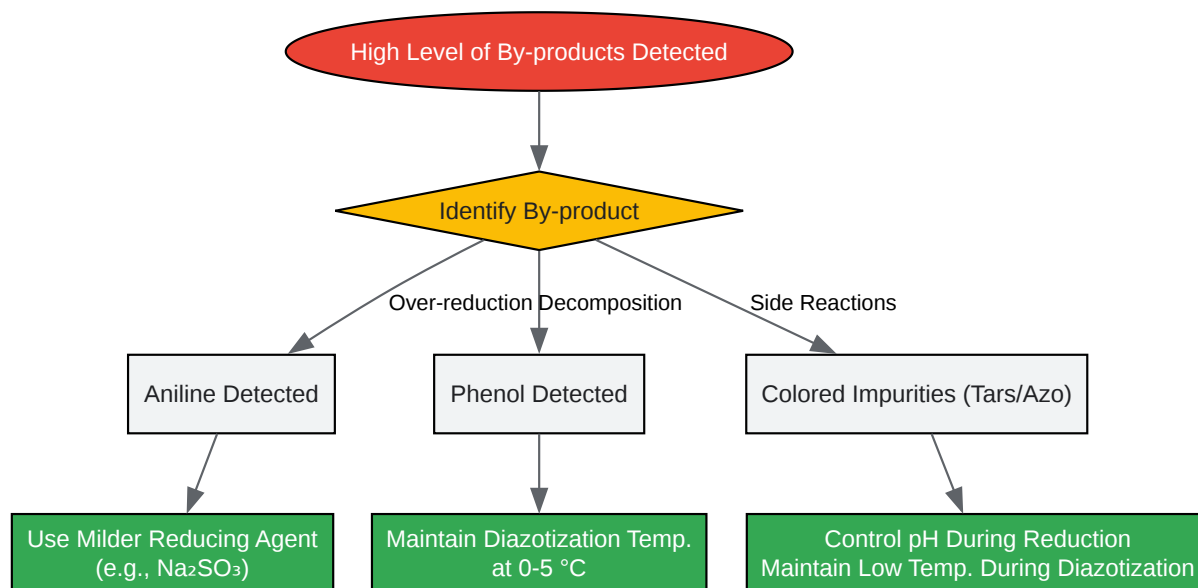 High Level of By-products Detected
Identify By-product
Over-reduction
Decomposition
Side Reactions
Aniline Detected
Phenol Detected
Colored Impurities (Tars/Azo)
Use Milder Reducing Agent
(e.g., Na₂SO₃)
Maintain Diazotization Temp.
at 0-5 °C
Control pH During Reduction
Maintain Low Temp. During Diazotization